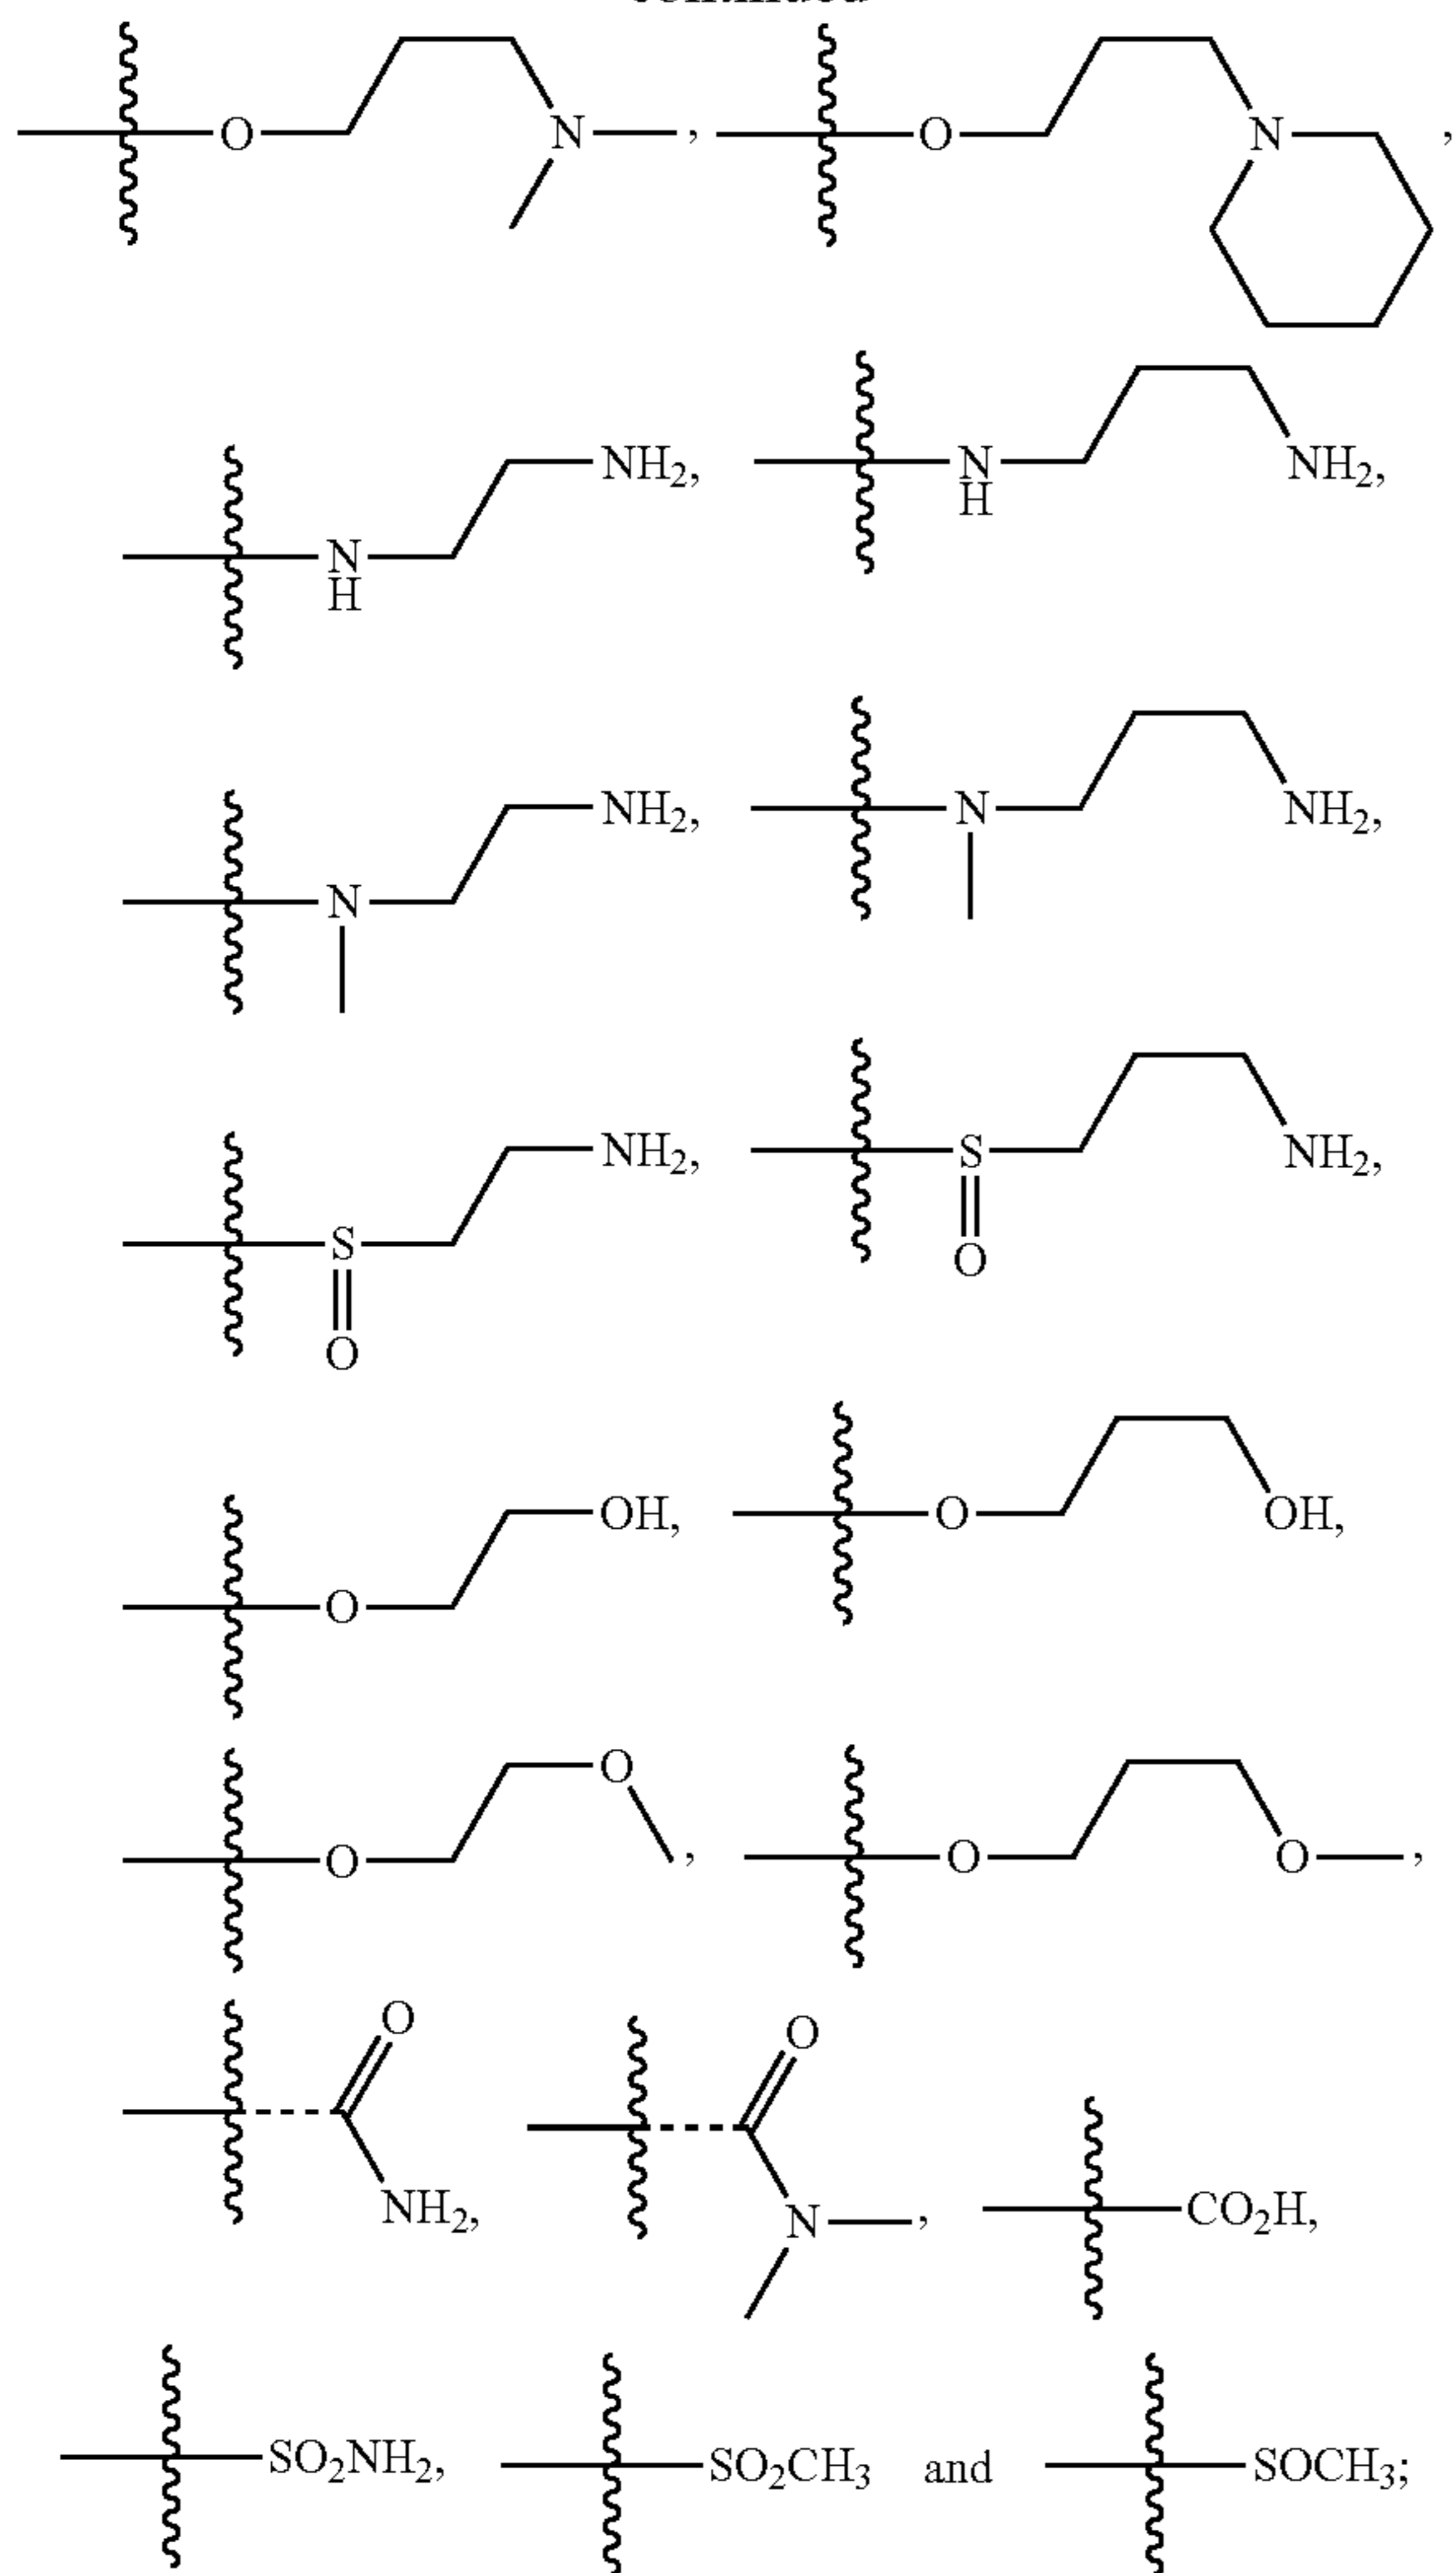 O N , O N ,
NH2, N H NH2,
N H
NH2, N NH2,
N
NH2, S NH2,
S O
O
OH, O OH,
O
O , O O ,
O
O O
NH2, N , CO2H,
SO2NH2, SO2CH3 and SOCH3;